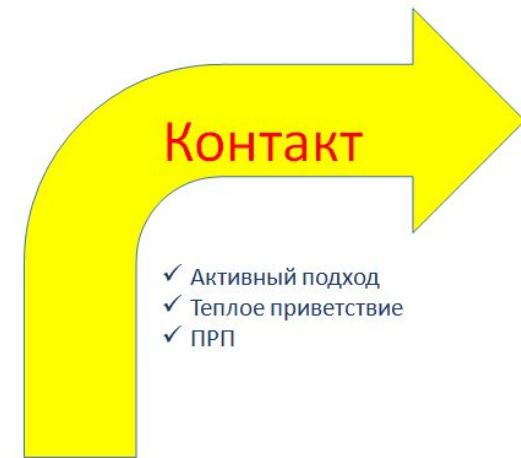 Контакт
✓ Активный подход
✓ Теплое приветствие
✓ ПРП